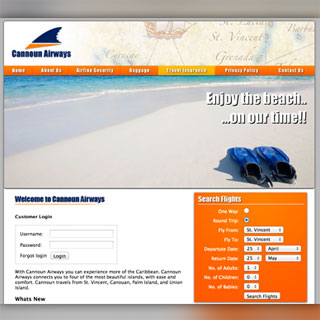 St. Lucia
St. Vincent
Grenada
Cannoun Airways
Home About Us Airline Security Baggage Travel Insurance Privacy Policy Contact Us
Enjoy the beach..
...on our time!!
Welcome to Cannoun Airways
Customer Login
Username:
Password:
Forgot login Login
With Cannoun Airways you can experience more of the Caribbean. Cannoun
Airways connects you to four of the most beautiful islands, with ease and
comfort. Cannoun travels from St. Vincent, Canouan, Palm Island, and Union
Island.
Whats New
Search Flights
One Way:
Round Trip:
Fly From: St. Vincent
Fly To: St. Vincent
Departure Date: 25 April
Return Date: 25 May
No. of Adults: 1
No. of Children: 0
No. of Babies: 0
Search Flights